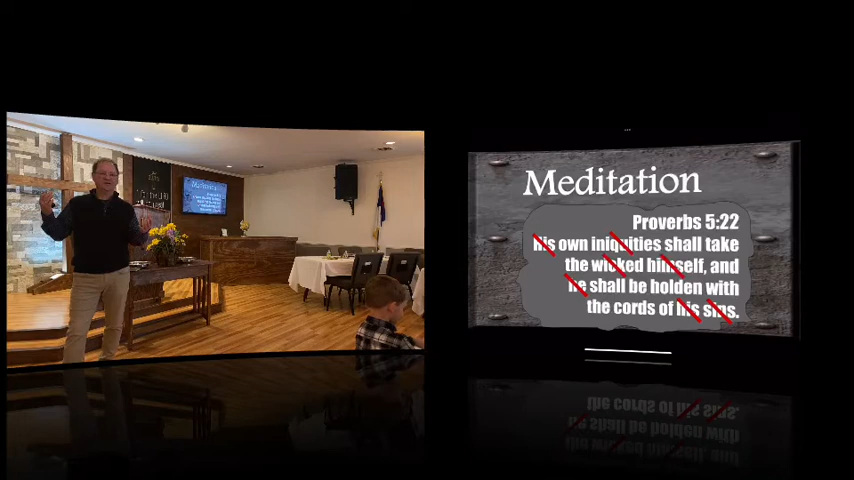 Meditation
Meditation
Proverbs 5:22
his own iniquities shall take
the wicked himself, and
he shall be holden with
the cords of his sins.